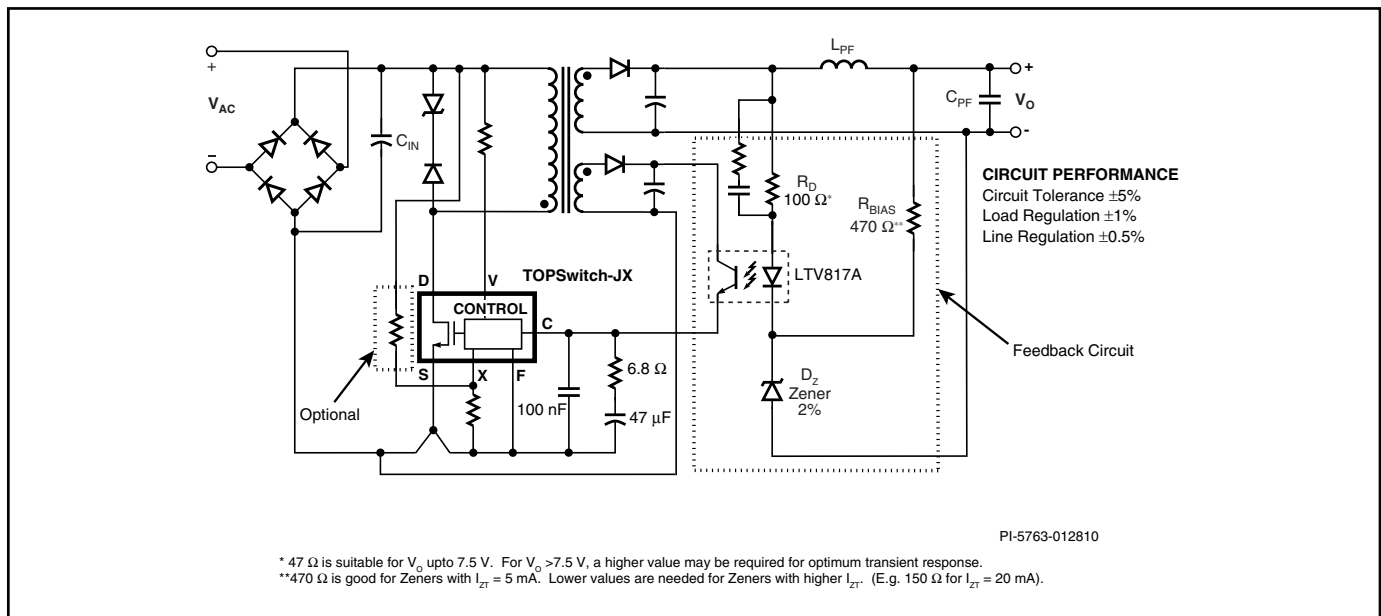 +
V_AC
−
C_IN
L_PF
+
C_PF
V_O
-
R_D
100 Ω*
R_BIAS
470 Ω**
CIRCUIT PERFORMANCE
Circuit Tolerance ±5%
Load Regulation ±1%
Line Regulation ±0.5%
LTV817A
TOPSwitch-JX
D
V
CONTROL
C
S
X
F
6.8 Ω
100 nF
47 µF
Optional
D_Z
Zener
2%
Feedback Circuit
PI-5763-012810
* 47 Ω is suitable for V_O upto 7.5 V. For V_O >7.5 V, a higher value may be required for optimum transient response.
**470 Ω is good for Zeners with I_ZT = 5 mA. Lower values are needed for Zeners with higher I_ZT. (E.g. 150 Ω for I_ZT = 20 mA).